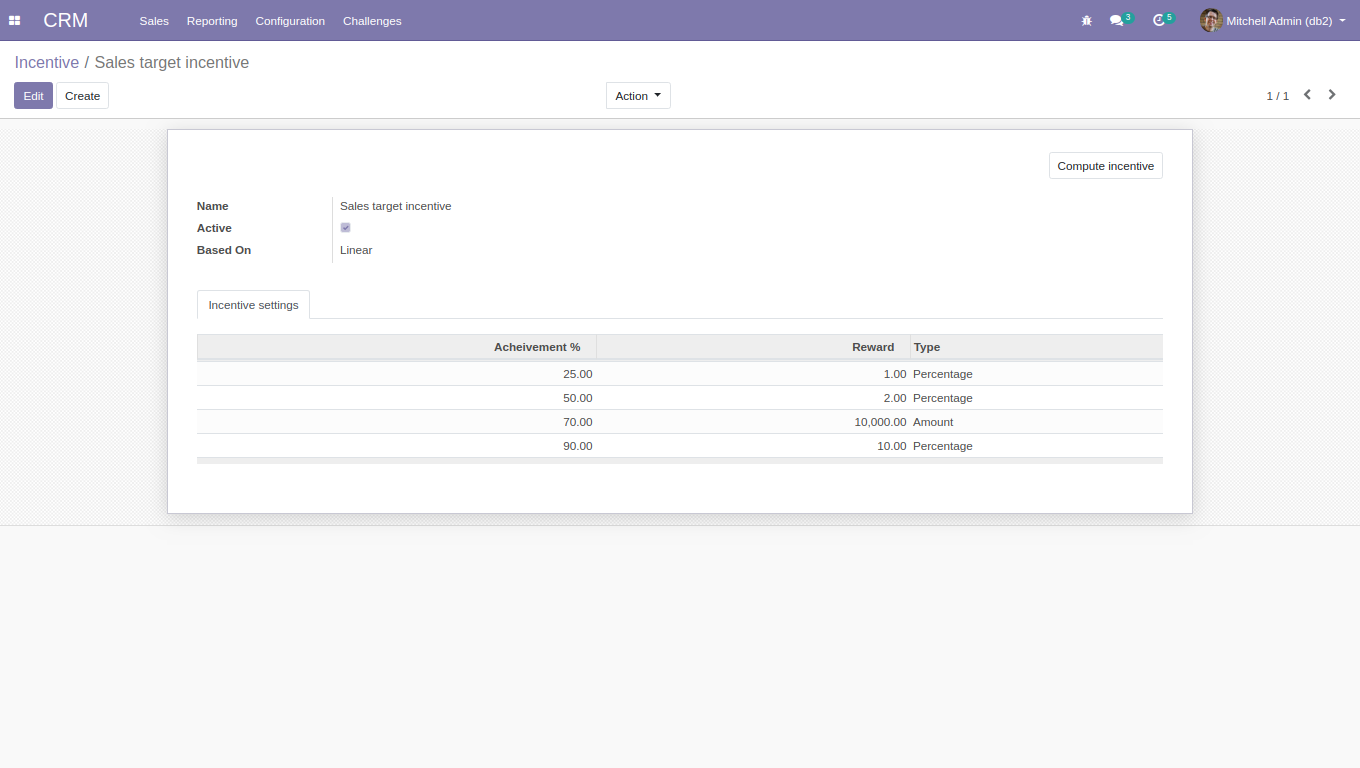 CRM Sales Reporting Configuration Challenges 3 5 Mitchell Admin (db2)
Incentive / Sales target incentive
Edit Create Action 1 / 1
Compute incentive
Name Sales target incentive
Active
Based On Linear
Incentive settings
Acheivement % Reward Type
25.00 1.00 Percentage
50.00 2.00 Percentage
70.00 10,000.00 Amount
90.00 10.00 Percentage